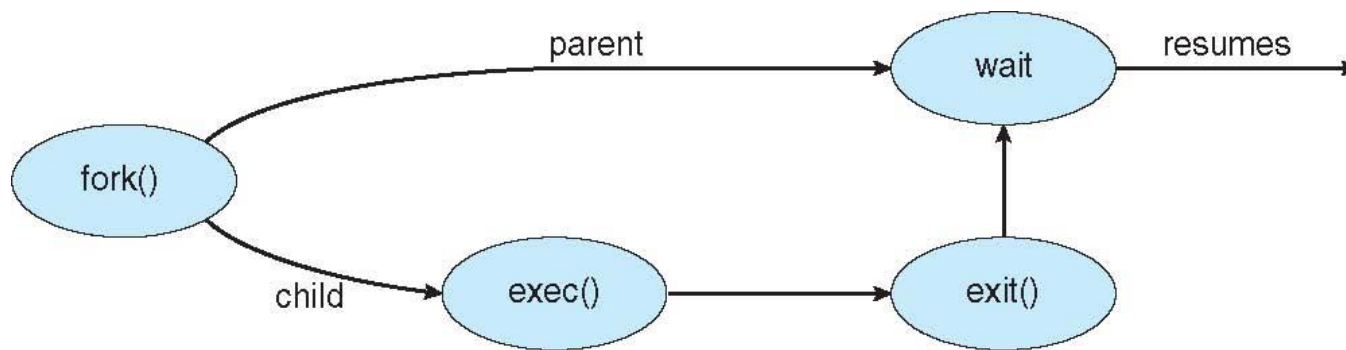 parent
wait
resumes
fork()
child
exec()
exit()